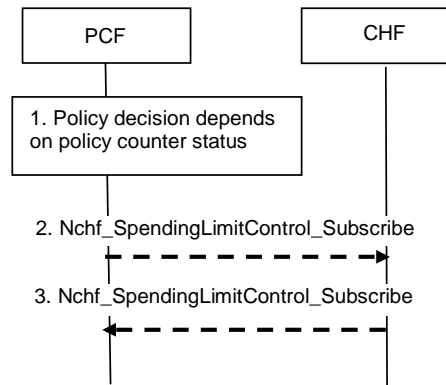 PCF
CHF
1. Policy decision depends
on policy counter status
2. Nchf_SpendingLimitControl_Subscribe
3. Nchf_SpendingLimitControl_Subscribe